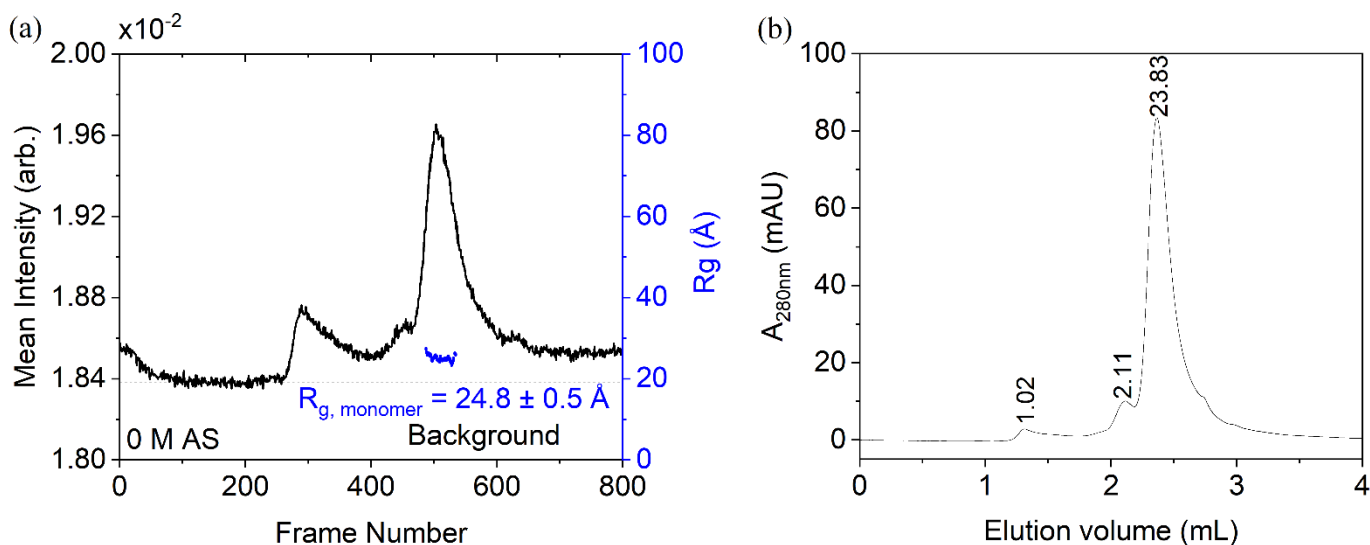 (a)
x10⁻²
2.00
1.96
1.92
1.88
1.84
1.80
Mean Intensity (arb.)
100
80
60
40
20
0
Rg (Å)
R_g, monomer = 24.8 ± 0.5 Å
0 M AS
Background
0 200 400 600 800
Frame Number
(b)
100
80
60
40
20
0
A_280nm (mAU)
1.02
2.11
23.83
0 1 2 3 4
Elution volume (mL)